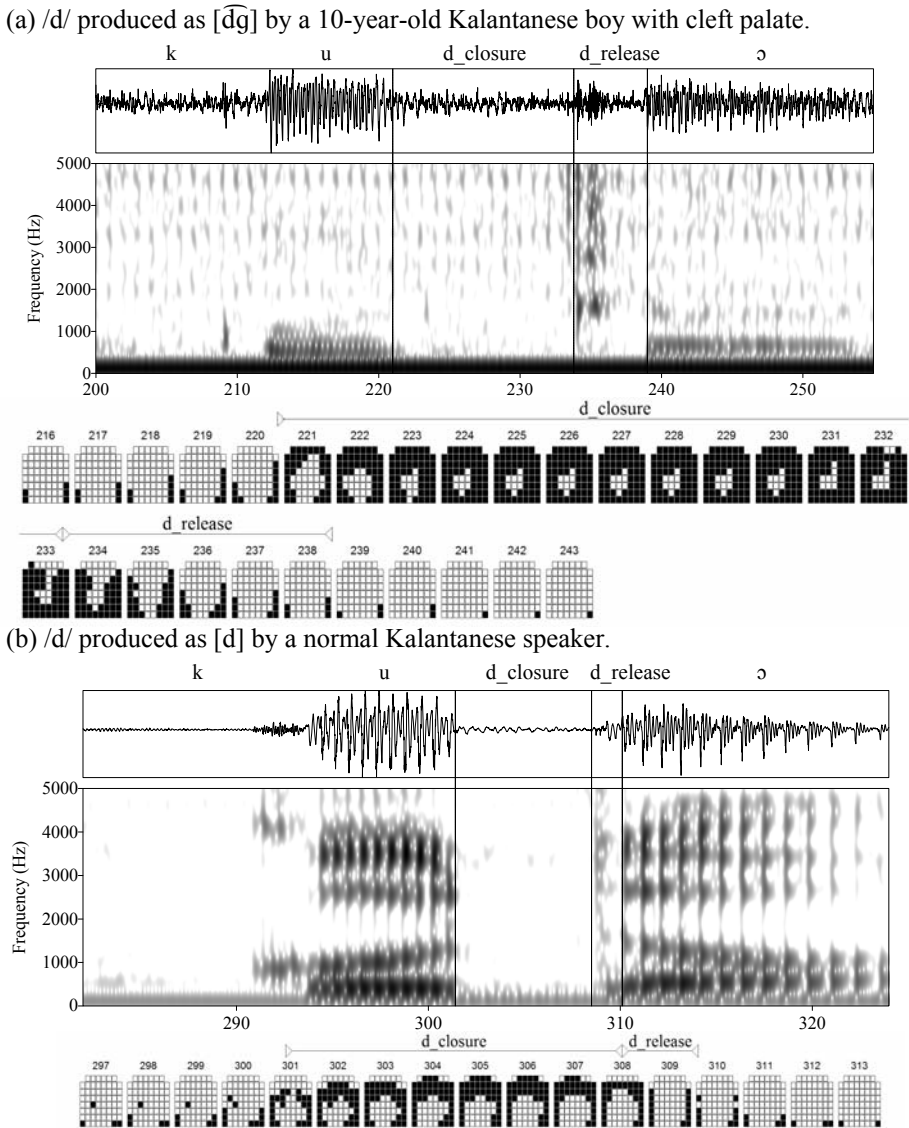 (a) /d/ produced as [d͡ɡ] by a 10-year-old Kalantanese boy with cleft palate.
k u d_closure d_release ɔ
5000
4000
3000
2000
1000
0
Frequency (Hz)
200 210 220 230 240 250
d_closure
216 217 218 219 220 221 222 223 224 225 226 227 228 229 230 231 232
d_release
233 234 235 236 237 238 239 240 241 242 243
(b) /d/ produced as [d] by a normal Kalantanese speaker.
k u d_closure d_release ɔ
5000
4000
3000
2000
1000
0
Frequency (Hz)
290 300 310 320
d_closure d_release
297 298 299 300 301 302 303 304 305 306 307 308 309 310 311 312 313